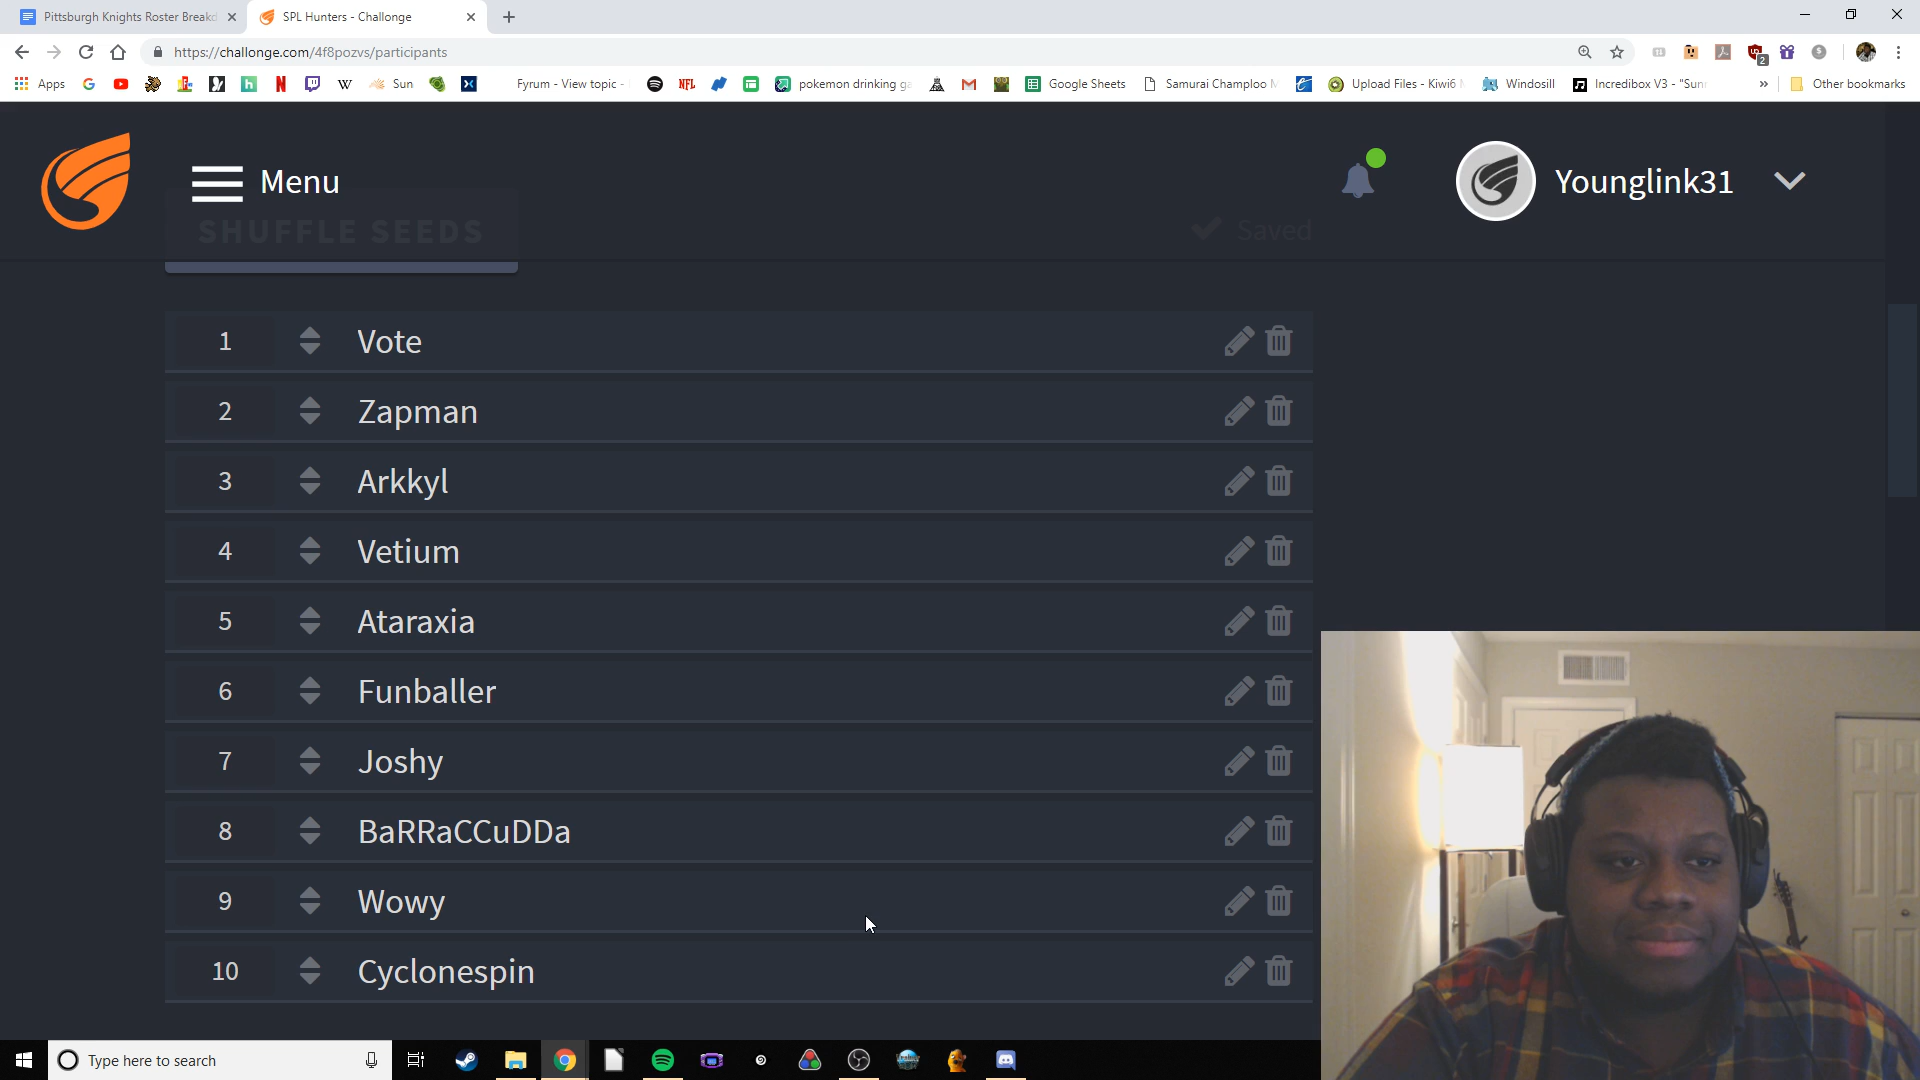 Pittsburgh Knights Roster Breakd
SPL Hunters - Challonge
https://challonge.com/4f8pozvs/participants
Apps
Sun
Fyrum - View topic -
NFL
pokemon drinking ga
Google Sheets
Samurai Champloo M
Upload Files - Kiwi6
Windosill
Incredibox V3 - "Sun
Other bookmarks
Menu
Younglink31
SHUFFLE SEEDS
Saved
1 Vote
2 Zapman
3 Arkkyl
4 Vetium
5 Ataraxia
6 Funballer
7 Joshy
8 BaRRaCCuDDa
9 Wowy
10 Cyclonespin
Type here to search